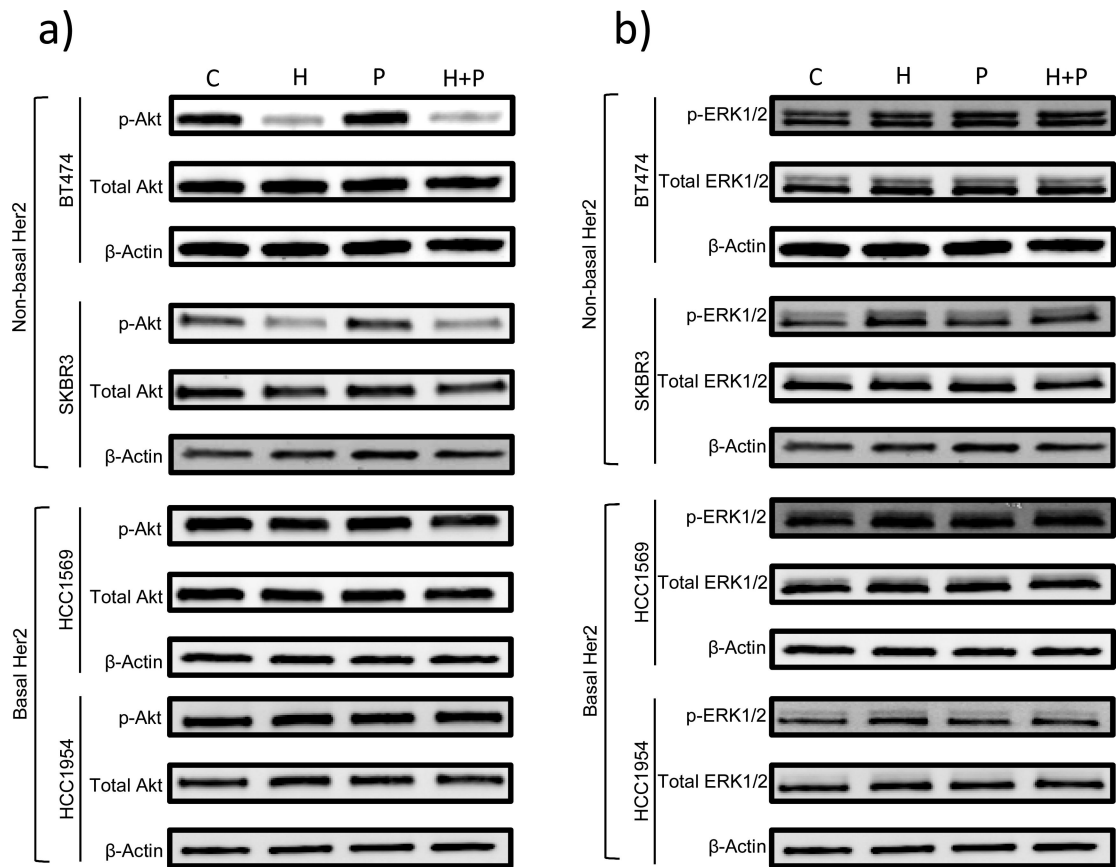 a)
C H P H+P
Non-basal Her2
BT474
p-Akt
Total Akt
β-Actin
SKBR3
p-Akt
Total Akt
β-Actin
Basal Her2
HCC1569
p-Akt
Total Akt
β-Actin
HCC1954
p-Akt
Total Akt
β-Actin
b)
C H P H+P
Non-basal Her2
BT474
p-ERK1/2
Total ERK1/2
β-Actin
SKBR3
p-ERK1/2
Total ERK1/2
β-Actin
Basal Her2
HCC1569
p-ERK1/2
Total ERK1/2
β-Actin
HCC1954
p-ERK1/2
Total ERK1/2
β-Actin